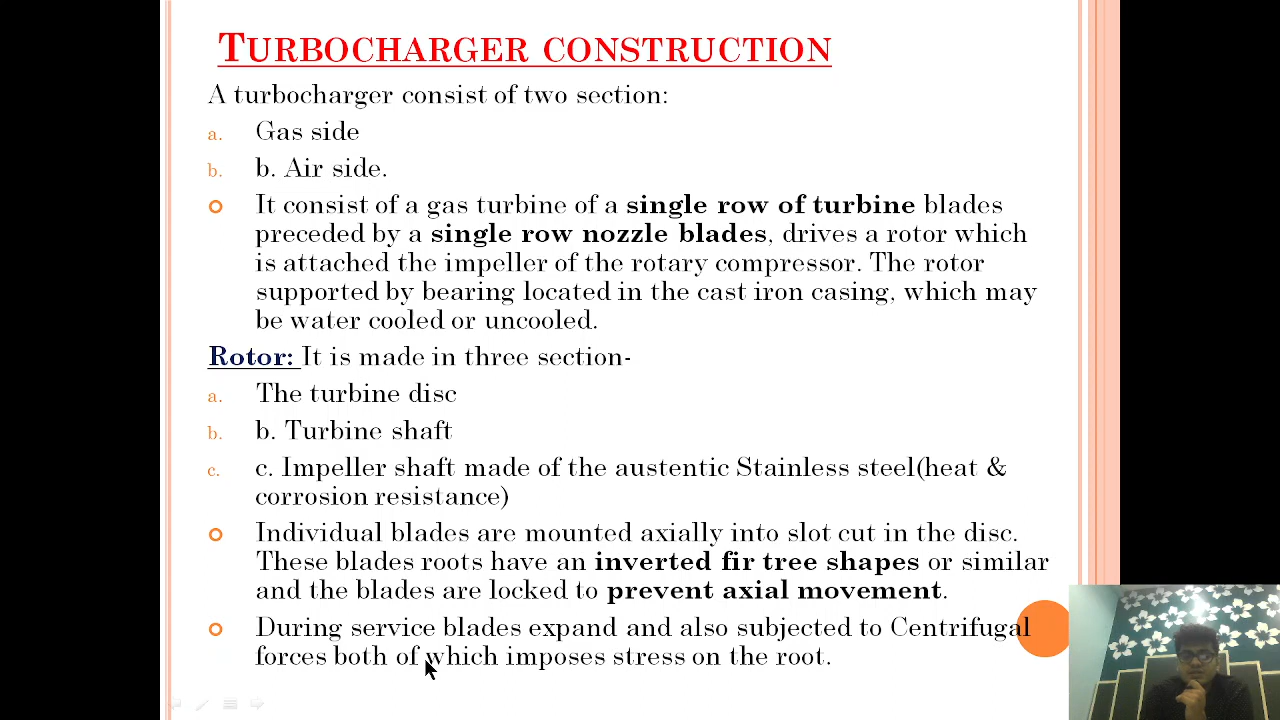 TURBOCHARGER CONSTRUCTION
A turbocharger consist of two section:
a. Gas side
b. b. Air side.
It consist of a gas turbine of a single row of turbine blades
preceded by a single row nozzle blades, drives a rotor which
is attached the impeller of the rotary compressor. The rotor
supported by bearing located in the cast iron casing, which may
be water cooled or uncooled.
Rotor: It is made in three section-
a. The turbine disc
b. b. Turbine shaft
c. c. Impeller shaft made of the austentic Stainless steel(heat &
corrosion resistance)
Individual blades are mounted axially into slot cut in the disc.
These blades roots have an inverted fir tree shapes or similar
and the blades are locked to prevent axial movement.
During service blades expand and also subjected to Centrifugal
forces both of which imposes stress on the root.